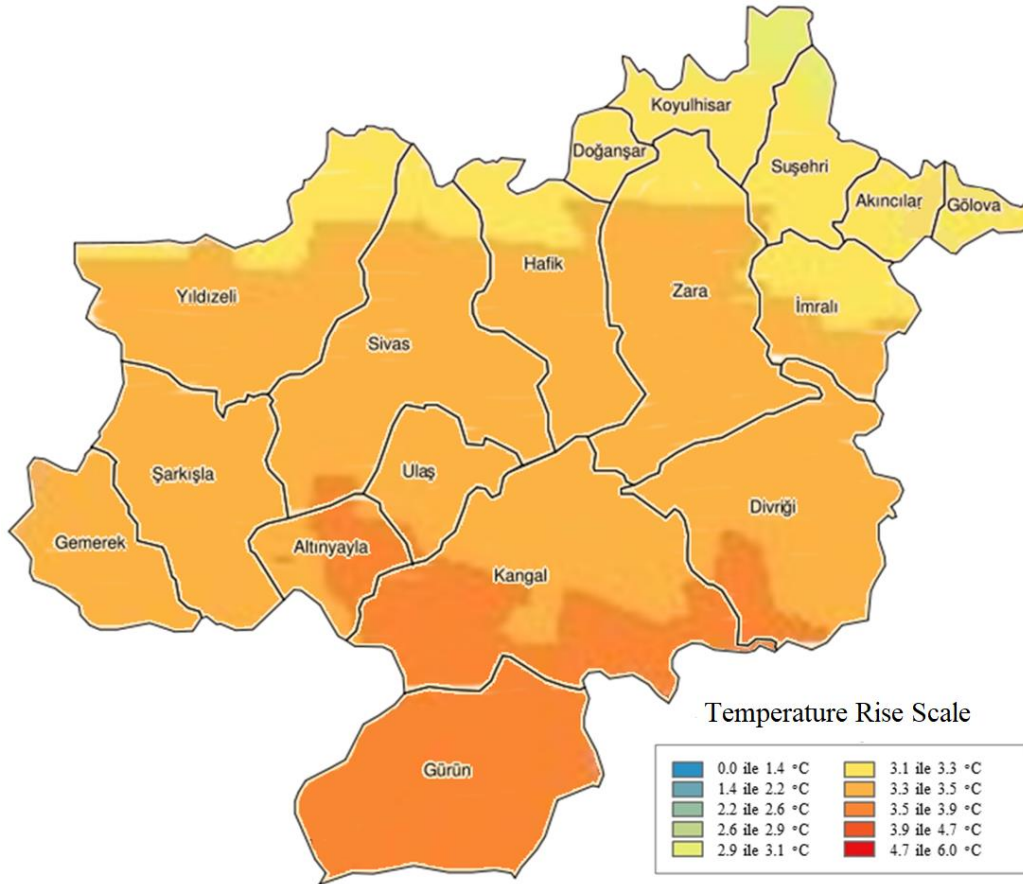 Koyulhisar
Doğanşar
Suşehri
Akıncılar
Gölova
Hafik
Zara
Yıldızeli
İmralı
Sivas
Şarkışla
Ulaş
Divriği
Gemerek
Altınyayla
Kangal
Gürün
Temperature Rise Scale
0.0 ile 1.4 °C
1.4 ile 2.2 °C
2.2 ile 2.6 °C
2.6 ile 2.9 °C
2.9 ile 3.1 °C
3.1 ile 3.3 °C
3.3 ile 3.5 °C
3.5 ile 3.9 °C
3.9 ile 4.7 °C
4.7 ile 6.0 °C